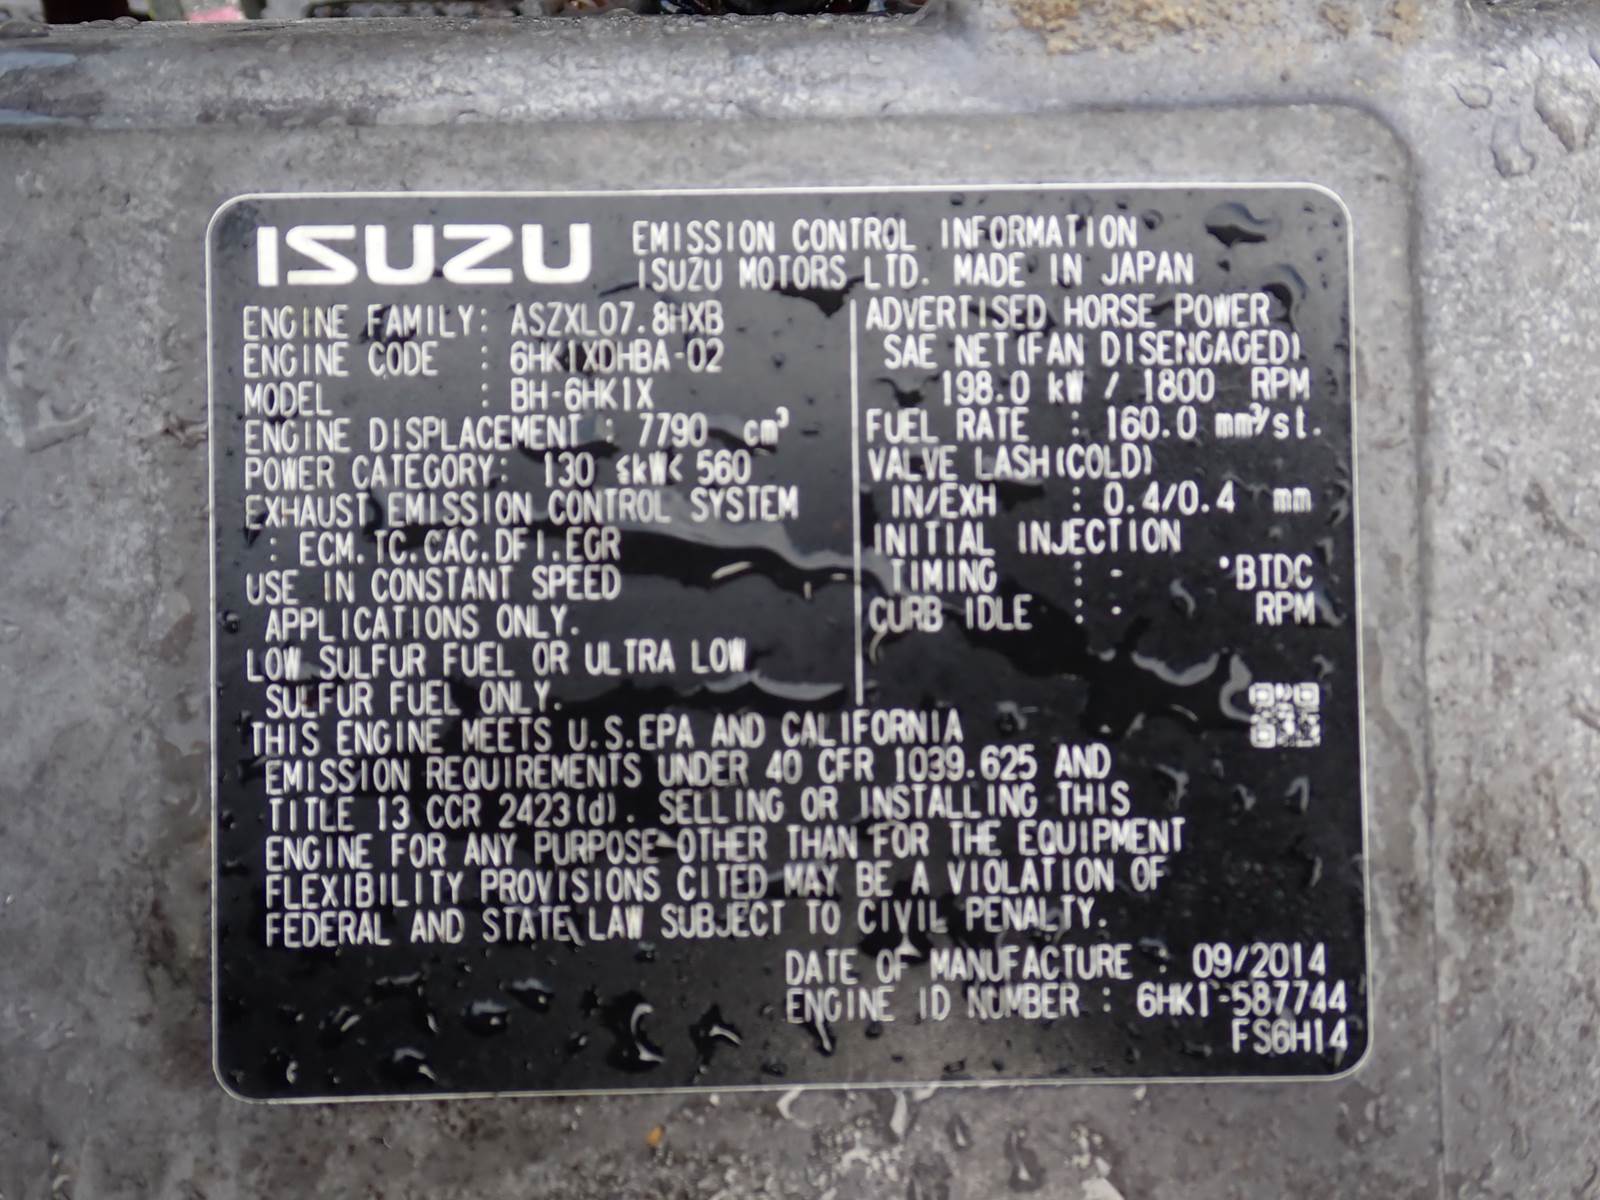 ISUZU EMISSION CONTROL INFORMATION
ISUZU MOTORS LTD. MADE IN JAPAN
ENGINE FAMILY: ASZXL07.8HXB
ENGINE CODE : 6HK1XDHBA-02
MODEL : BH-6HK1X
ENGINE DISPLACEMENT : 7790 cm³
POWER CATEGORY: 130 ≤kW< 560
EXHAUST EMISSION CONTROL SYSTEM
: ECM.TC.CAC.DFI.EGR
USE IN CONSTANT SPEED
APPLICATIONS ONLY.
LOW SULFUR FUEL OR ULTRA LOW
SULFUR FUEL ONLY.
ADVERTISED HORSE POWER
SAE NET(FAN DISENGAGED)
198.0 kW / 1800 RPM
FUEL RATE : 160.0 mm³/st.
VALVE LASH(COLD)
IN/EXH : 0.4/0.4 mm
INITIAL INJECTION
TIMING : - °BTDC
CURB IDLE : - RPM
THIS ENGINE MEETS U.S.EPA AND CALIFORNIA
EMISSION REQUIREMENTS UNDER 40 CFR 1039.625 AND
TITLE 13 CCR 2423(d). SELLING OR INSTALLING THIS
ENGINE FOR ANY PURPOSE OTHER THAN FOR THE EQUIPMENT
FLEXIBILITY PROVISIONS CITED MAY BE A VIOLATION OF
FEDERAL AND STATE LAW SUBJECT TO CIVIL PENALTY.
DATE OF MANUFACTURE : 09/2014
ENGINE ID NUMBER : 6HK1-587744
FS6H14